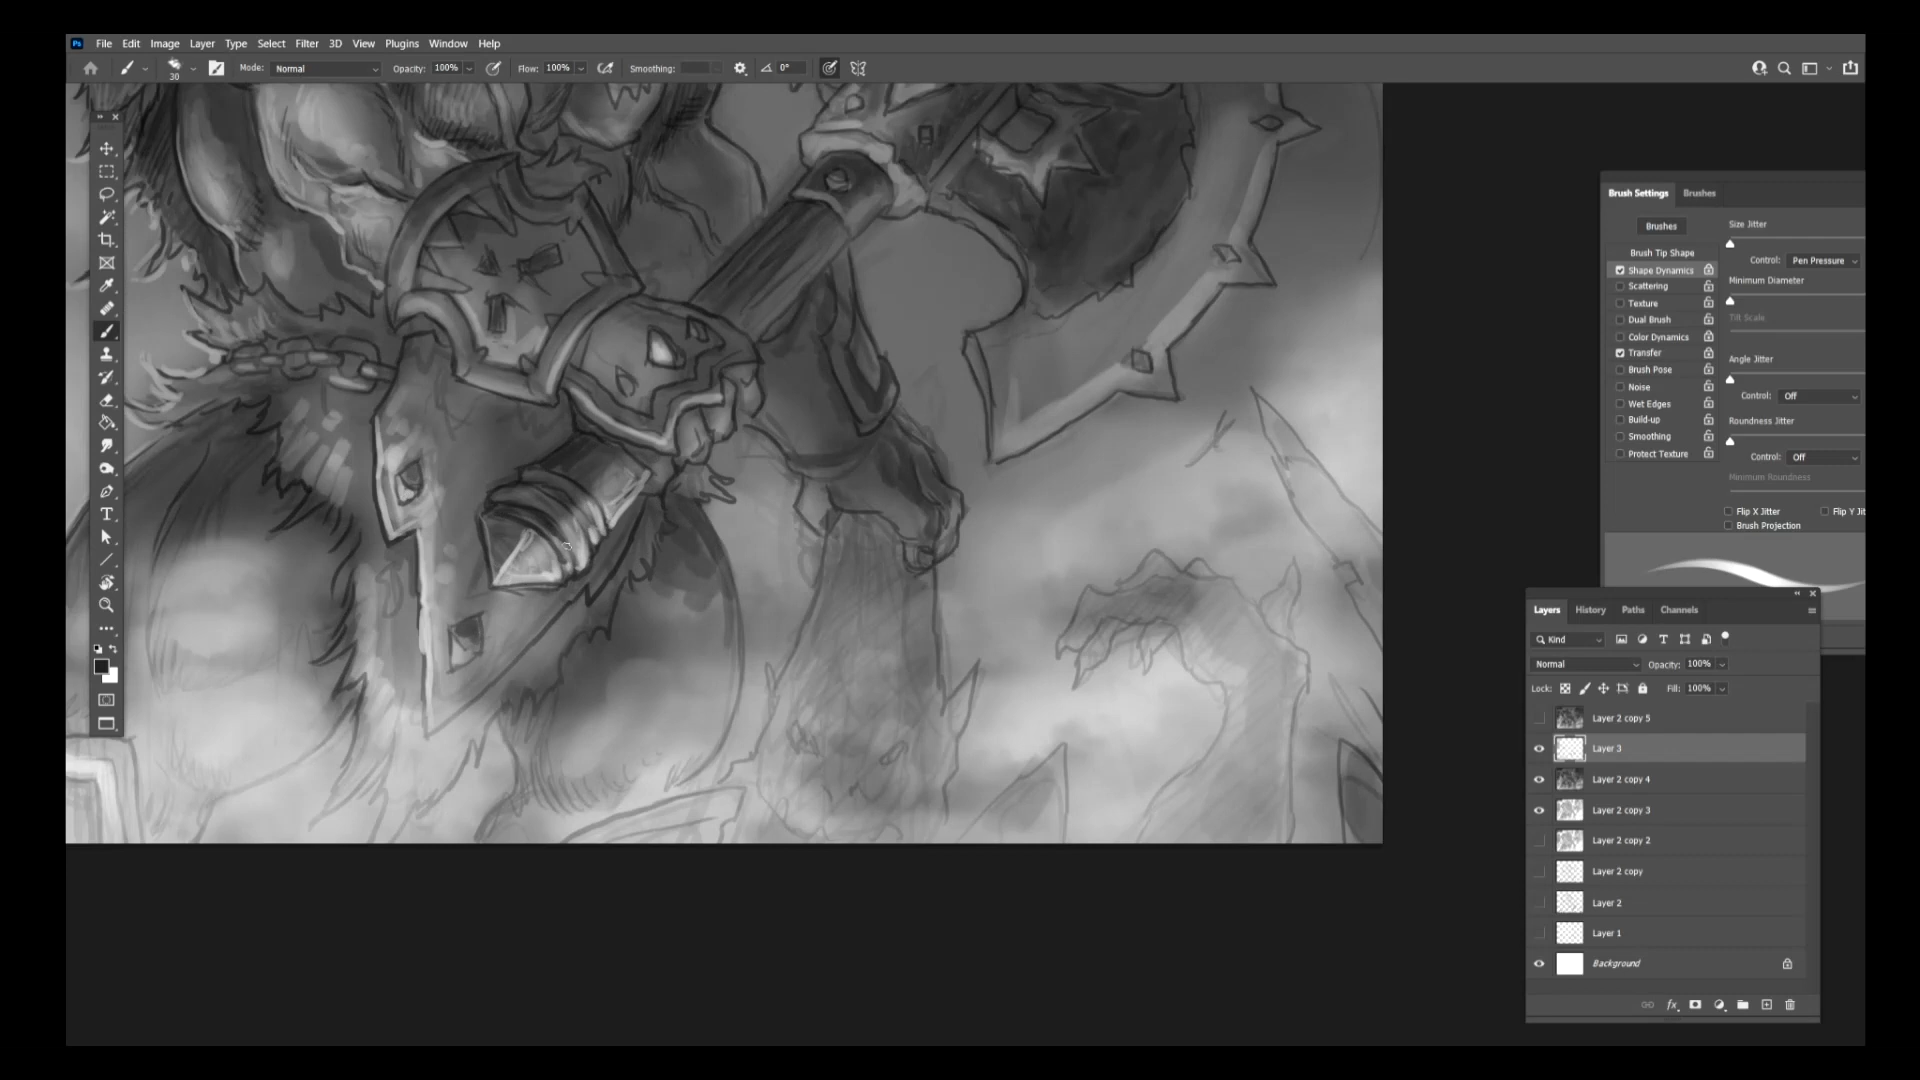 Ps File Edit Image Layer Type Select Filter 3D View Plugins Window Help
30 Mode: Normal Opacity: 100% Flow: 100% Smoothing: 0°
Brush Settings Brushes
Brushes
Brush Tip Shape
Shape Dynamics
Scattering
Texture
Dual Brush
Color Dynamics
Transfer
Brush Pose
Noise
Wet Edges
Build-up
Smoothing
Protect Texture
Size Jitter
Control: Pen Pressure
Minimum Diameter
Tilt Scale
Angle Jitter
Control: Off
Roundness Jitter
Control: Off
Minimum Roundness
Flip X Jitter Flip Y Jit
Brush Projection
Layers History Paths Channels
Kind
Normal Opacity: 100%
Lock: Fill: 100%
Layer 2 copy 5
Layer 3
Layer 2 copy 4
Layer 2 copy 3
Layer 2 copy 2
Layer 2 copy
Layer 2
Layer 1
Background
fx